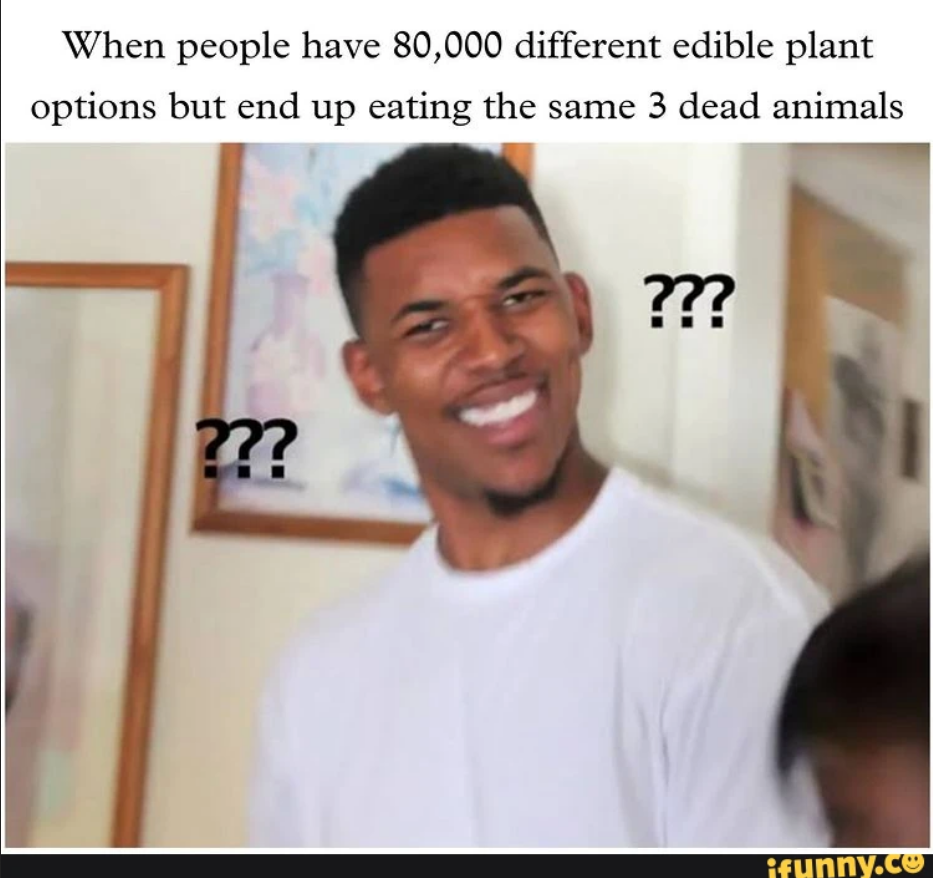 When people have 80,000 different edible plant
options but end up eating the same 3 dead animals
???
???
ifunny.co